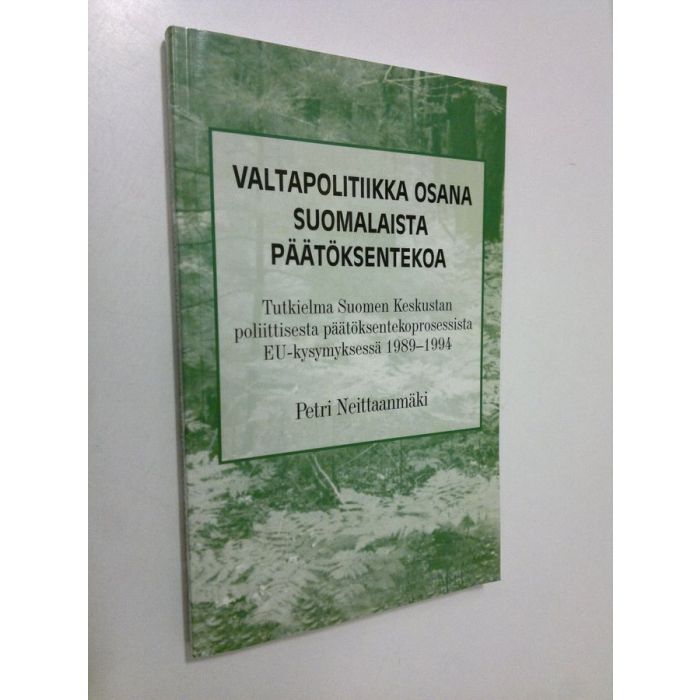 VALTAPOLITIIKKA OSANA
SUOMALAISTA
PÄÄTÖKSENTEKOA
Tutkielma Suomen Keskustan
poliittisesta päätöksentekoprosessista
EU-kysymyksessä 1989–1994
Petri Neittaanmäki